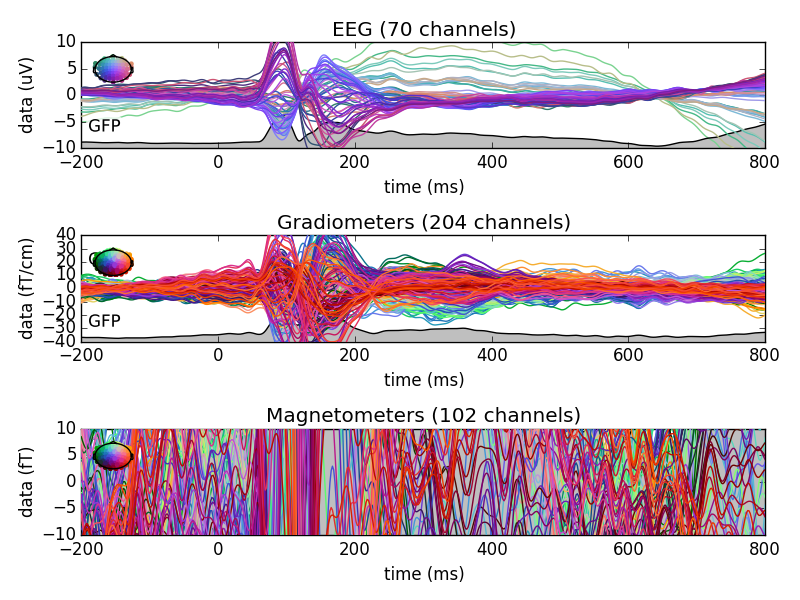 EEG (70 channels)
data (uV)
10
5
0
−5
−10
GFP
−200 0 200 400 600 800
time (ms)
Gradiometers (204 channels)
data (fT/cm)
40
30
20
10
0
−10
−20
−30
−40
GFP
−200 0 200 400 600 800
time (ms)
Magnetometers (102 channels)
data (fT)
10
5
0
−5
−10
−200 0 200 400 600 800
time (ms)